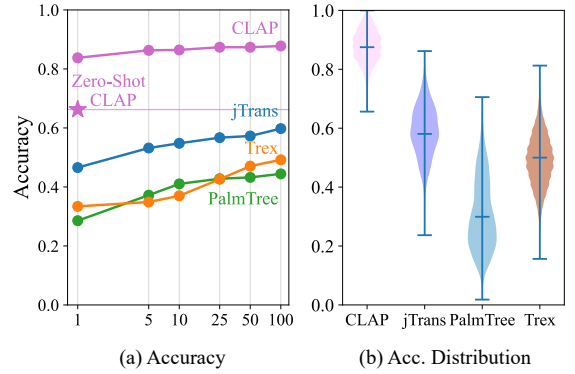 1.0
0.8
0.6
0.4
0.2
0.0
Accuracy
CLAP
Zero-Shot
CLAP
jTrans
Trex
PalmTree
1 5 10 25 50 100
(a) Accuracy
1.0
0.8
0.6
0.4
0.2
0.0
CLAP jTrans PalmTree Trex
(b) Acc. Distribution